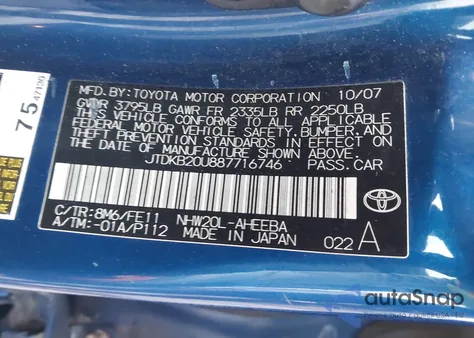 75
47190
MFD.BY:TOYOTA MOTOR CORPORATION 10/07
GVWR 3795LB GAWR FR 2335LB RR 2250LB
THIS VEHICLE CONFORMS TO ALL APPLICABLE
FEDERAL MOTOR VEHICLE SAFETY, BUMPER, AND
THEFT PREVENTION STANDARDS IN EFFECT ON
THE DATE OF MANUFACTURE SHOWN ABOVE.
JTDKB20U887716746 PASS.CAR
C/TR:8M6/FE11 NHW20L-AHEEBA
A/TM:-01A/P112 MADE IN JAPAN 022 A
TOYOTA
autoSnap